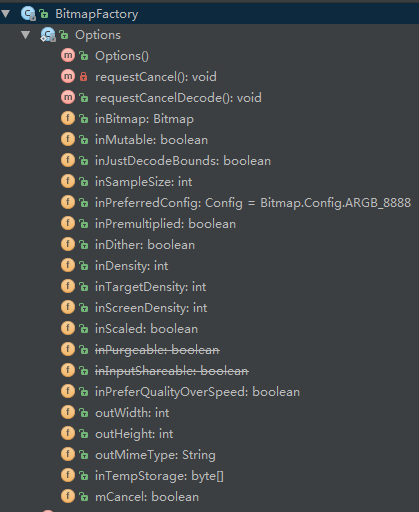 BitmapFactory
Options
Options()
requestCancel(): void
requestCancelDecode(): void
inBitmap: Bitmap
inMutable: boolean
inJustDecodeBounds: boolean
inSampleSize: int
inPreferredConfig: Config = Bitmap.Config.ARGB_8888
inPremultiplied: boolean
inDither: boolean
inDensity: int
inTargetDensity: int
inScreenDensity: int
inScaled: boolean
inPurgeable: boolean
inInputShareable: boolean
inPreferQualityOverSpeed: boolean
outWidth: int
outHeight: int
outMimeType: String
inTempStorage: byte[]
mCancel: boolean